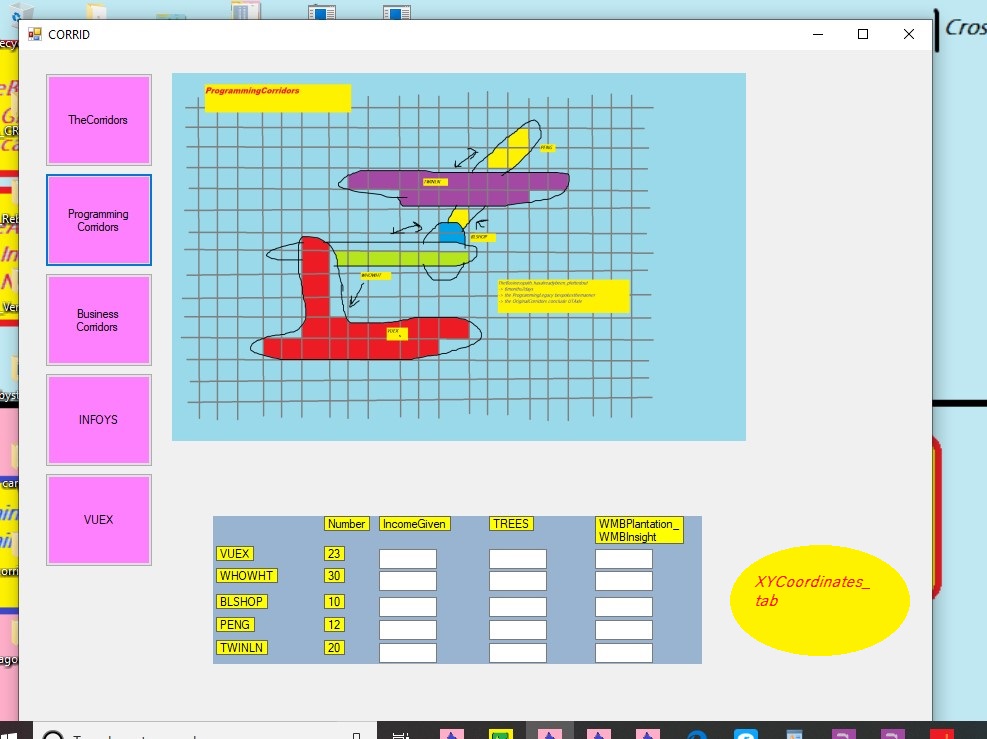 CORRID
Cros
TheCorridors
Programming
Corridors
Business
Corridors
INFOYS
VUEX
ProgrammingCorridors
PENG
TWINLN
BLSHOP
WHOWHT
VUEX
Number
IncomeGiven
TREES
WMBPlantation_
WMBInsight
VUEX 23
WHOWHT 30
BLSHOP 10
PENG 12
TWINLN 20
XYCoordinates_
tab